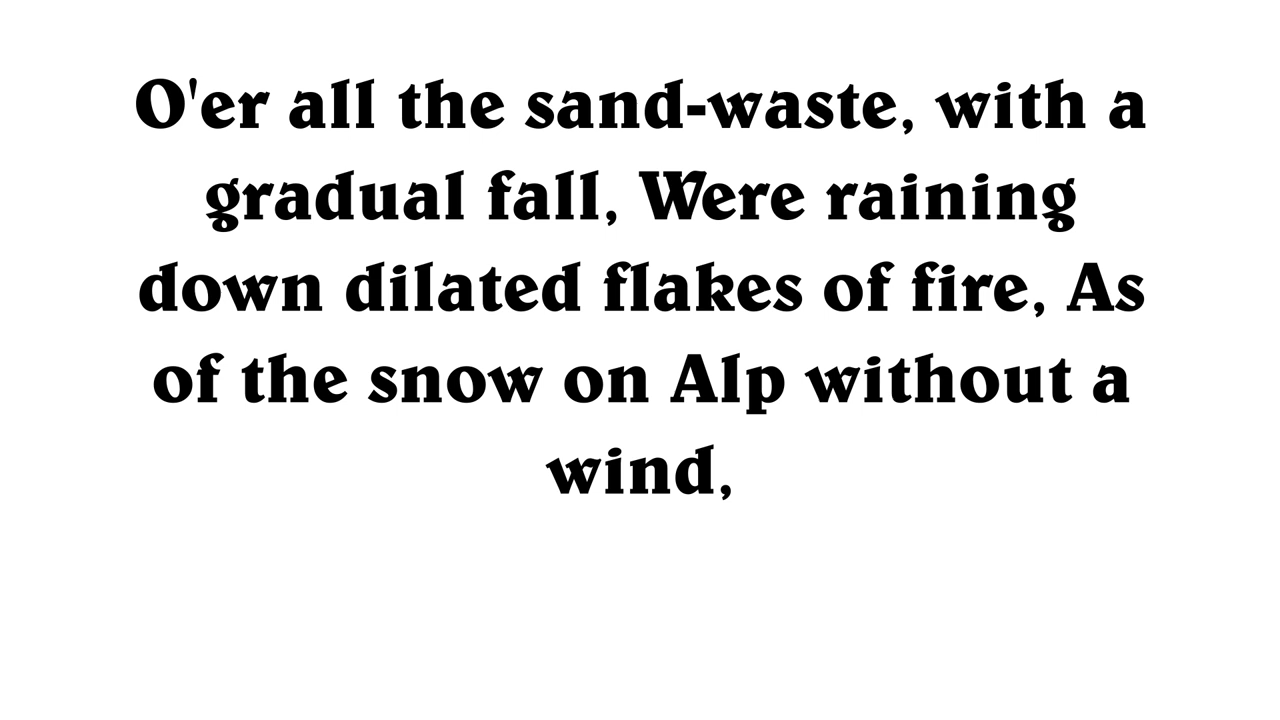 O'er all the sand-waste, with a
gradual fall, Were raining
down dilated flakes of fire, As
of the snow on Alp without a
wind,